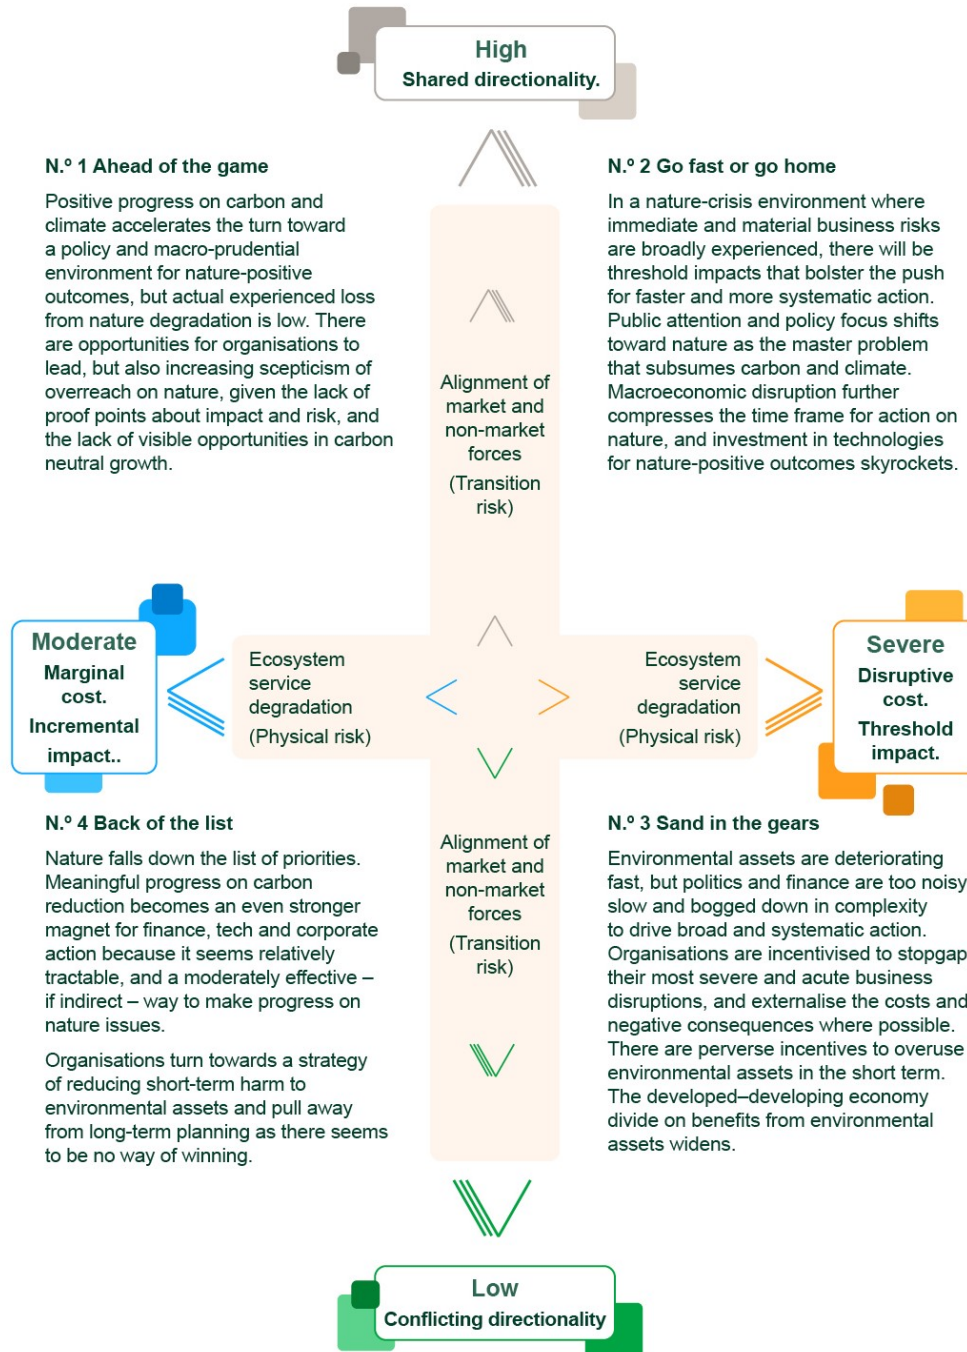 High
Shared directionality.
N.º 1 Ahead of the game
Positive progress on carbon and
climate accelerates the turn toward
a policy and macro-prudential
environment for nature-positive
outcomes, but actual experienced loss
from nature degradation is low. There
are opportunities for organisations to
lead, but also increasing scepticism of
overreach on nature, given the lack of
proof points about impact and risk, and
the lack of visible opportunities in carbon
neutral growth.
N.º 2 Go fast or go home
In a nature-crisis environment where
immediate and material business risks
are broadly experienced, there will be
threshold impacts that bolster the push
for faster and more systematic action.
Public attention and policy focus shifts
toward nature as the master problem
that subsumes carbon and climate.
Macroeconomic disruption further
compresses the time frame for action on
nature, and investment in technologies
for nature-positive outcomes skyrockets.
Alignment of
market and
non-market
forces
(Transition
risk)
Moderate
Marginal
cost.
Incremental
impact..
Ecosystem
service
degradation
(Physical risk)
Ecosystem
service
degradation
(Physical risk)
Severe
Disruptive
cost.
Threshold
impact.
Alignment of
market and
non-market
forces
(Transition
risk)
N.º 4 Back of the list
Nature falls down the list of priorities.
Meaningful progress on carbon
reduction becomes an even stronger
magnet for finance, tech and corporate
action because it seems relatively
tractable, and a moderately effective –
if indirect – way to make progress on
nature issues.
Organisations turn towards a strategy
of reducing short-term harm to
environmental assets and pull away
from long-term planning as there seems
to be no way of winning.
N.º 3 Sand in the gears
Environmental assets are deteriorating
fast, but politics and finance are too noisy
slow and bogged down in complexity
to drive broad and systematic action.
Organisations are incentivised to stopgap
their most severe and acute business
disruptions, and externalise the costs and
negative consequences where possible.
There are perverse incentives to overuse
environmental assets in the short term.
The developed–developing economy
divide on benefits from environmental
assets widens.
Low
Conflicting directionality